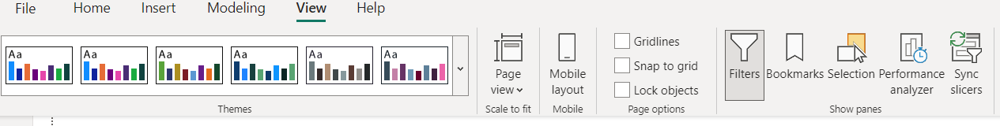 File Home Insert Modeling View Help
Aa Aa Aa Aa Aa Aa
Page view
Mobile layout
Gridlines
Snap to grid
Lock objects
Filters
Bookmarks
Selection
Performance analyzer
Sync slicers
Themes Scale to fit Mobile Page options Show panes